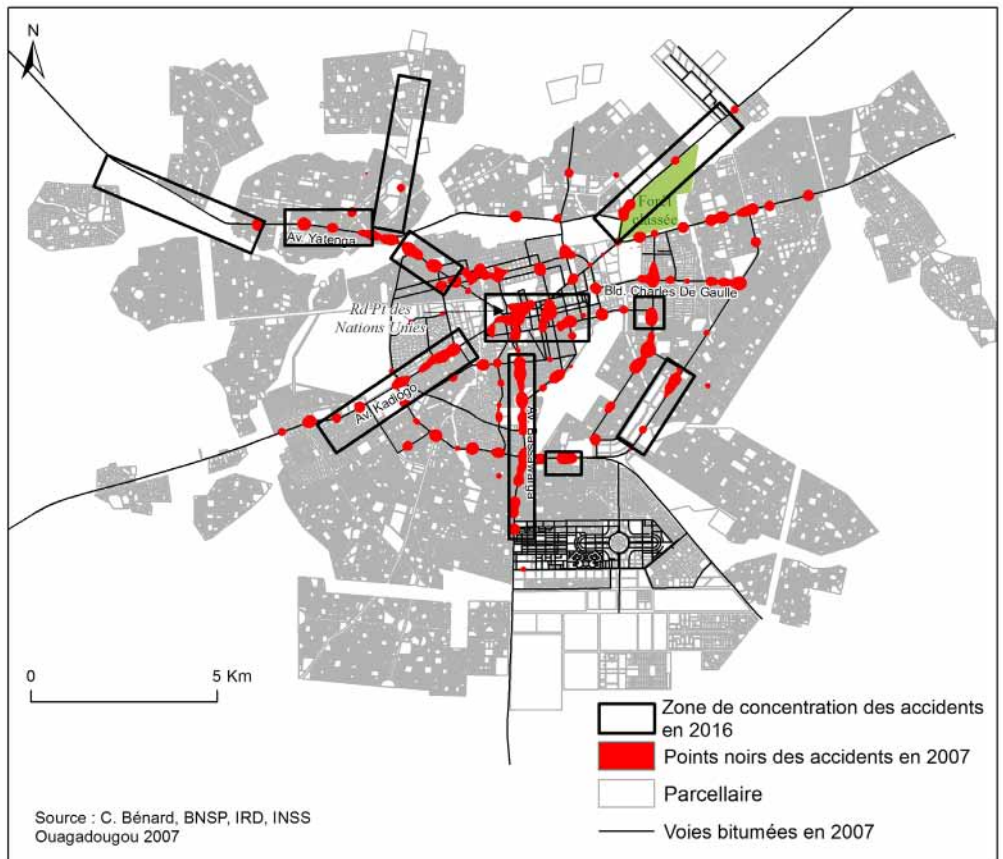 N
Forêt
classée
Av. Yatenga
Bld. Charles De Gaulle
Rd Pt des
Nations Unies
Av. Kadiogo
Av. Bassawarga
0 5 Km
Zone de concentration des accidents
en 2016
Points noirs des accidents en 2007
Parcellaire
Voies bitumées en 2007
Source : C. Bénard, BNSP, IRD, INSS
Ouagadougou 2007